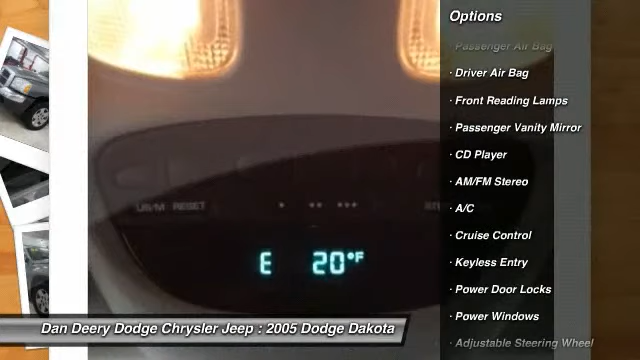 Options
· Passenger Air Bag
· Driver Air Bag
· Front Reading Lamps
· Passenger Vanity Mirror
· CD Player
· AM/FM Stereo
· A/C
· Cruise Control
· Keyless Entry
· Power Door Locks
· Power Windows
· Adjustable Steering Wheel
US/M RESET
E 20°F
Dan Deery Dodge Chrysler Jeep : 2005 Dodge Dakota